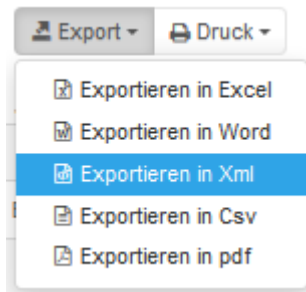 Export Druck
Exportieren in Excel
Exportieren in Word
Exportieren in Xml
Exportieren in Csv
Exportieren in pdf